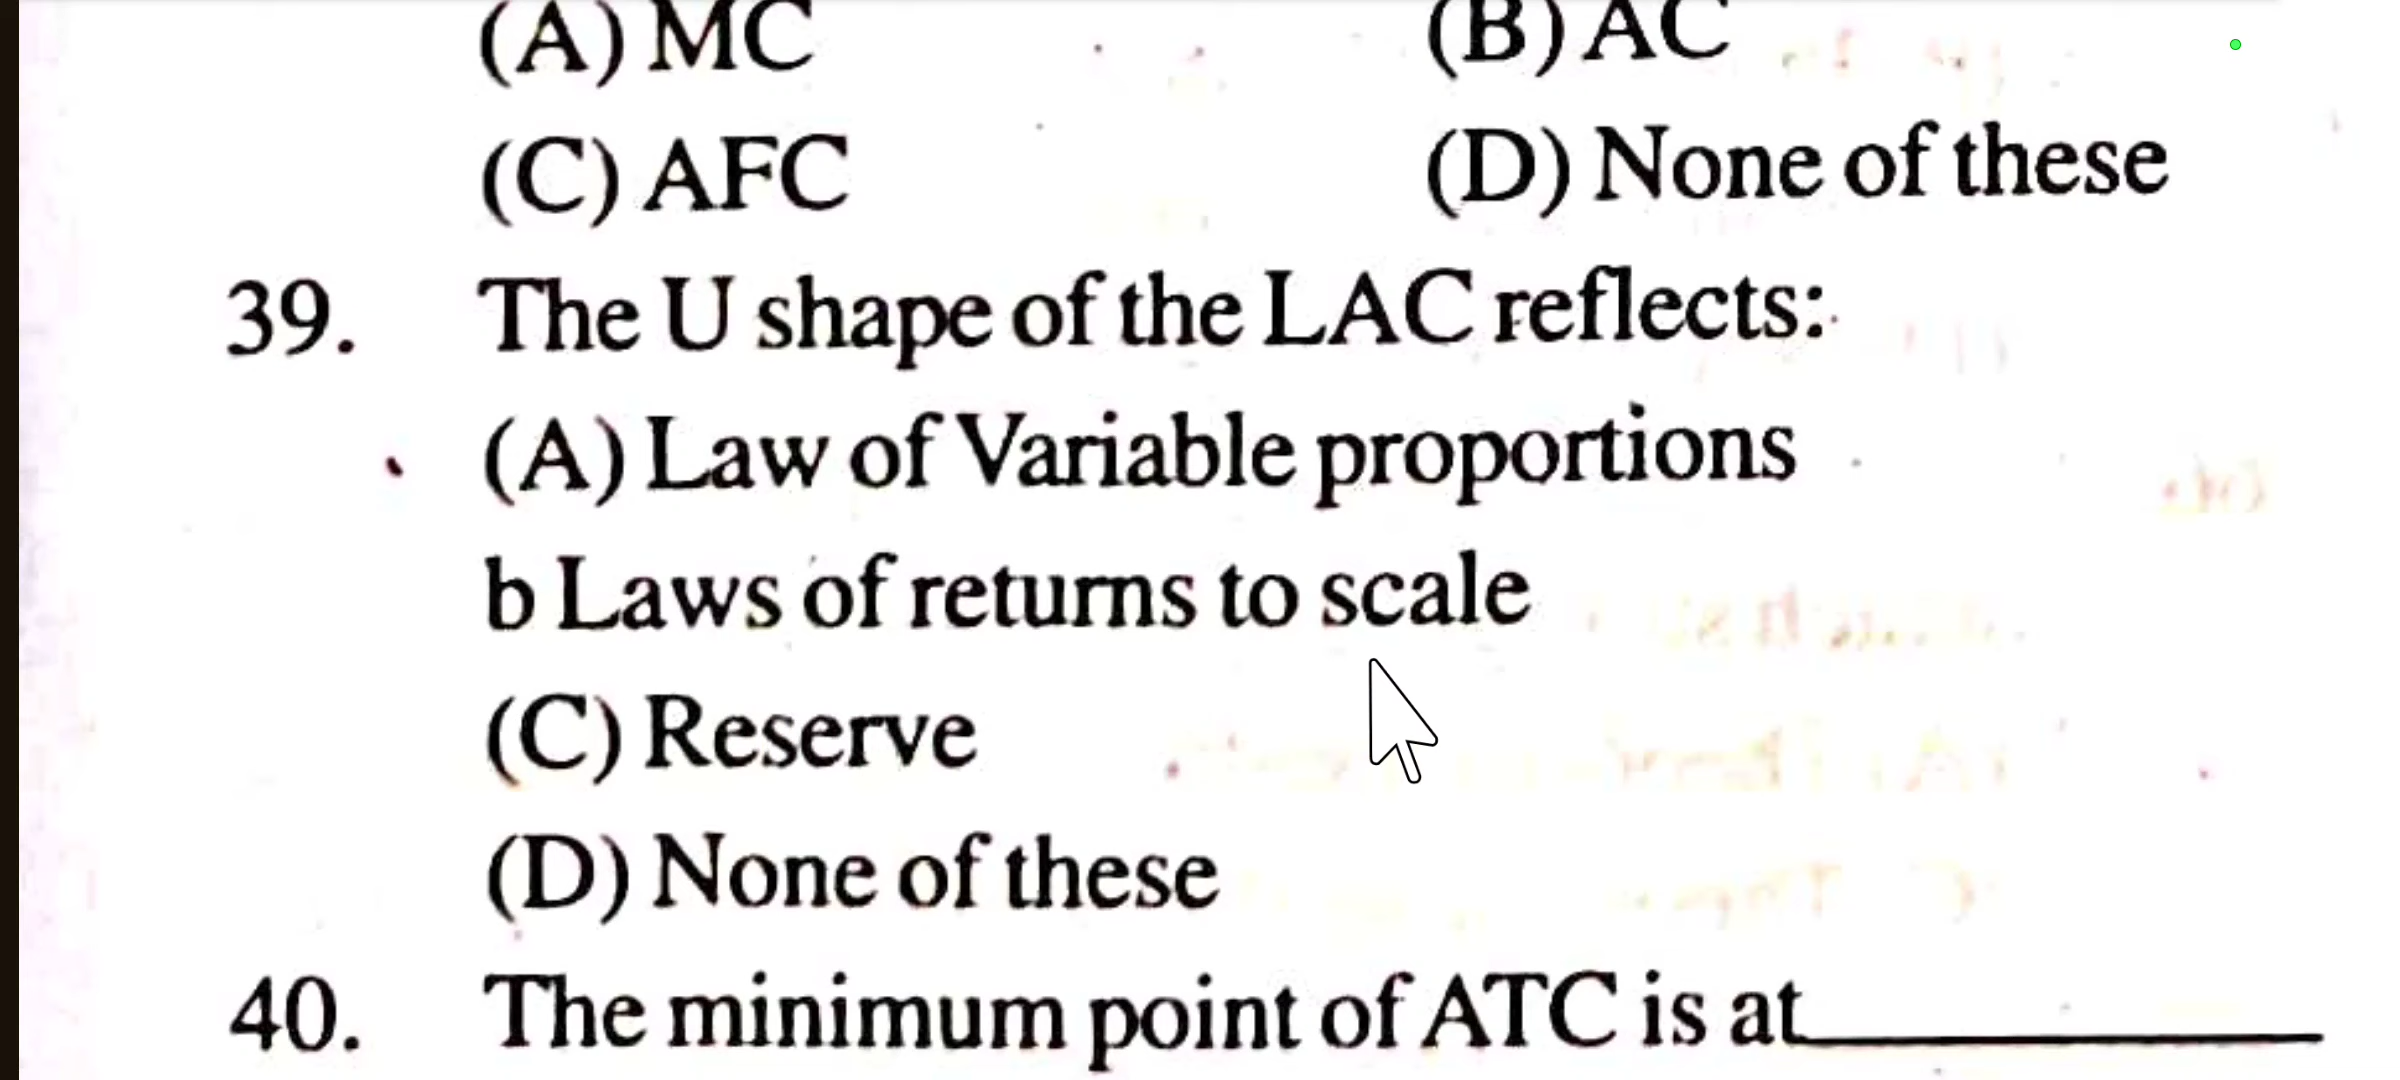 (A) MC (B) AC
(C) AFC (D) None of these
39. The U shape of the LAC reflects:
(A) Law of Variable proportions
b Laws of returns to scale
(C) Reserve
(D) None of these
40. The minimum point of ATC is at__________